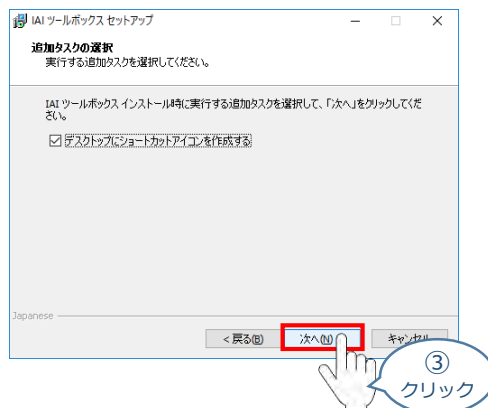 IAI ツールボックス セットアップ
追加タスクの選択
実行する追加タスクを選択してください。
IAI ツールボックス インストール時に実行する追加タスクを選択して、「次へ」をクリックしてくだ
さい。
デスクトップにショートカットアイコンを作成する
Japanese
< 戻る(B)
次へ(N)
キャンセル
③
クリック